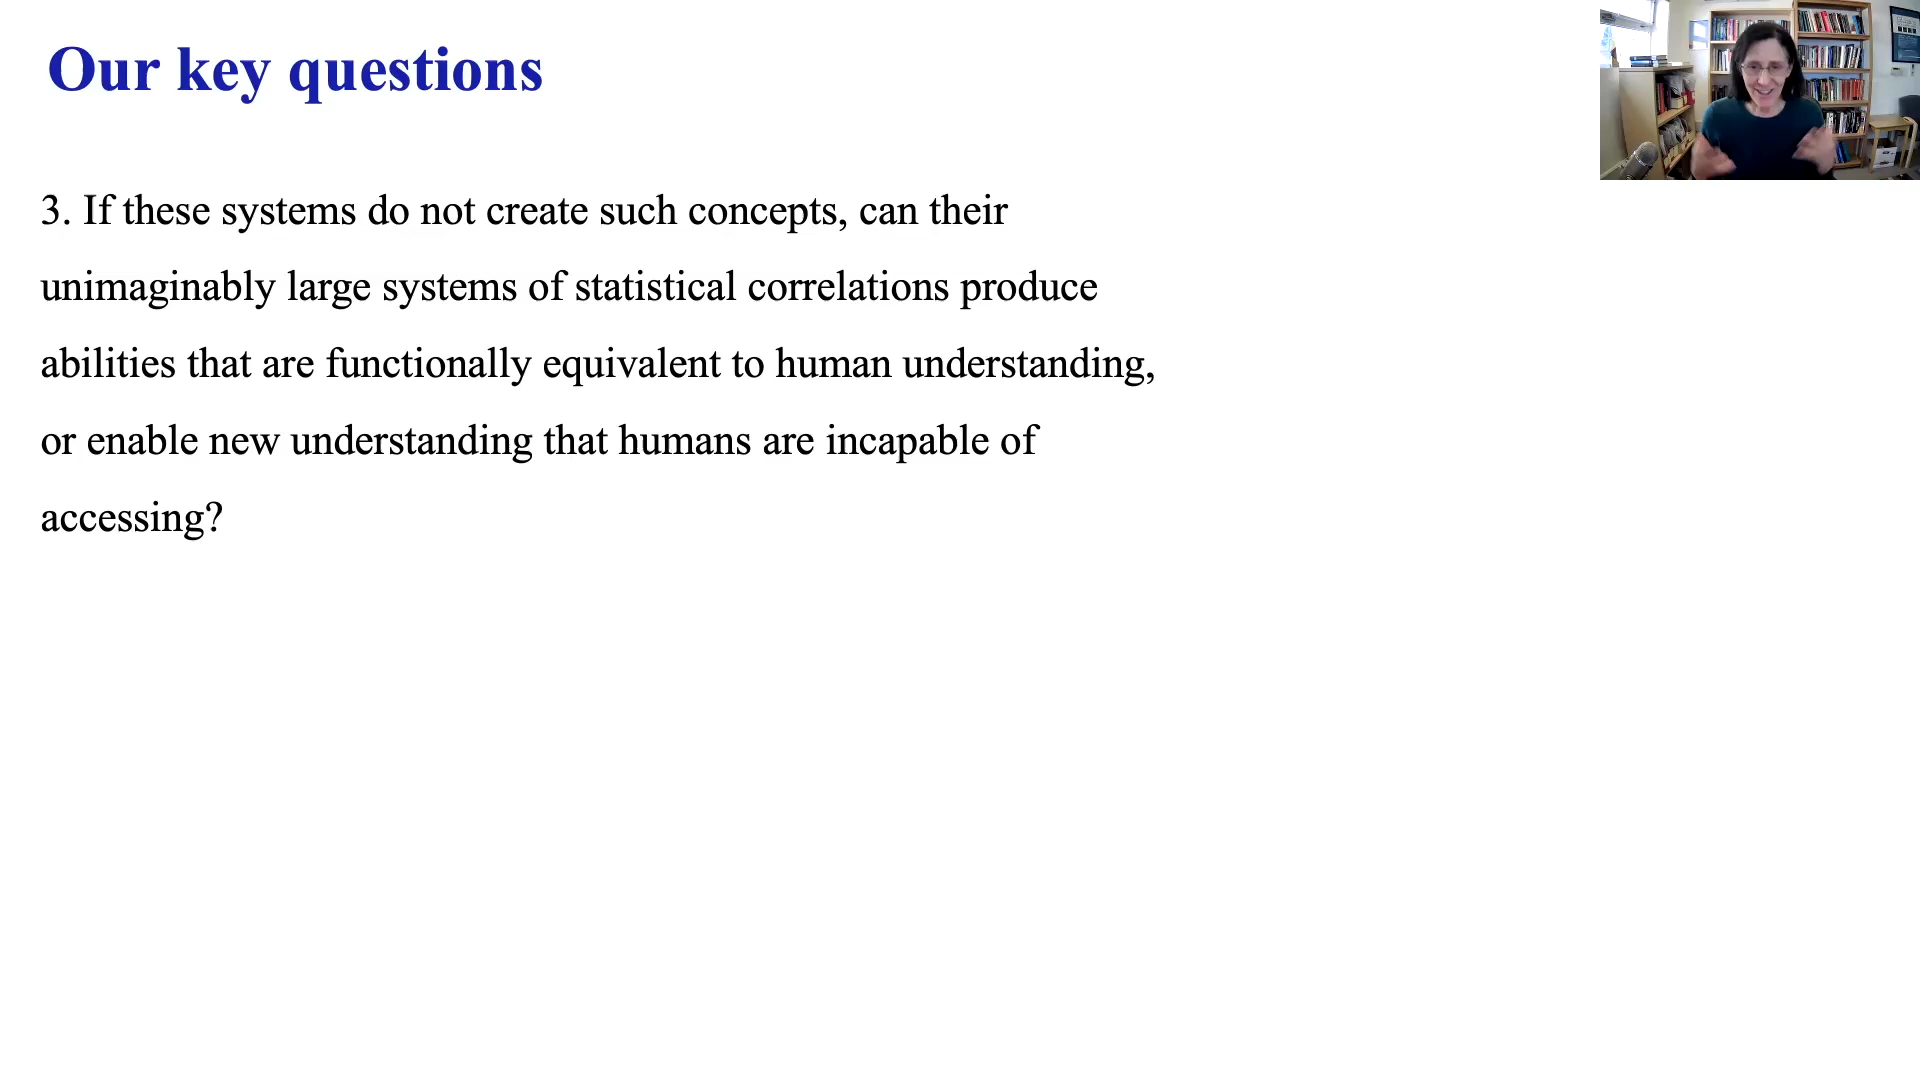 Our key questions
3. If these systems do not create such concepts, can their
unimaginably large systems of statistical correlations produce
abilities that are functionally equivalent to human understanding,
or enable new understanding that humans are incapable of
accessing?